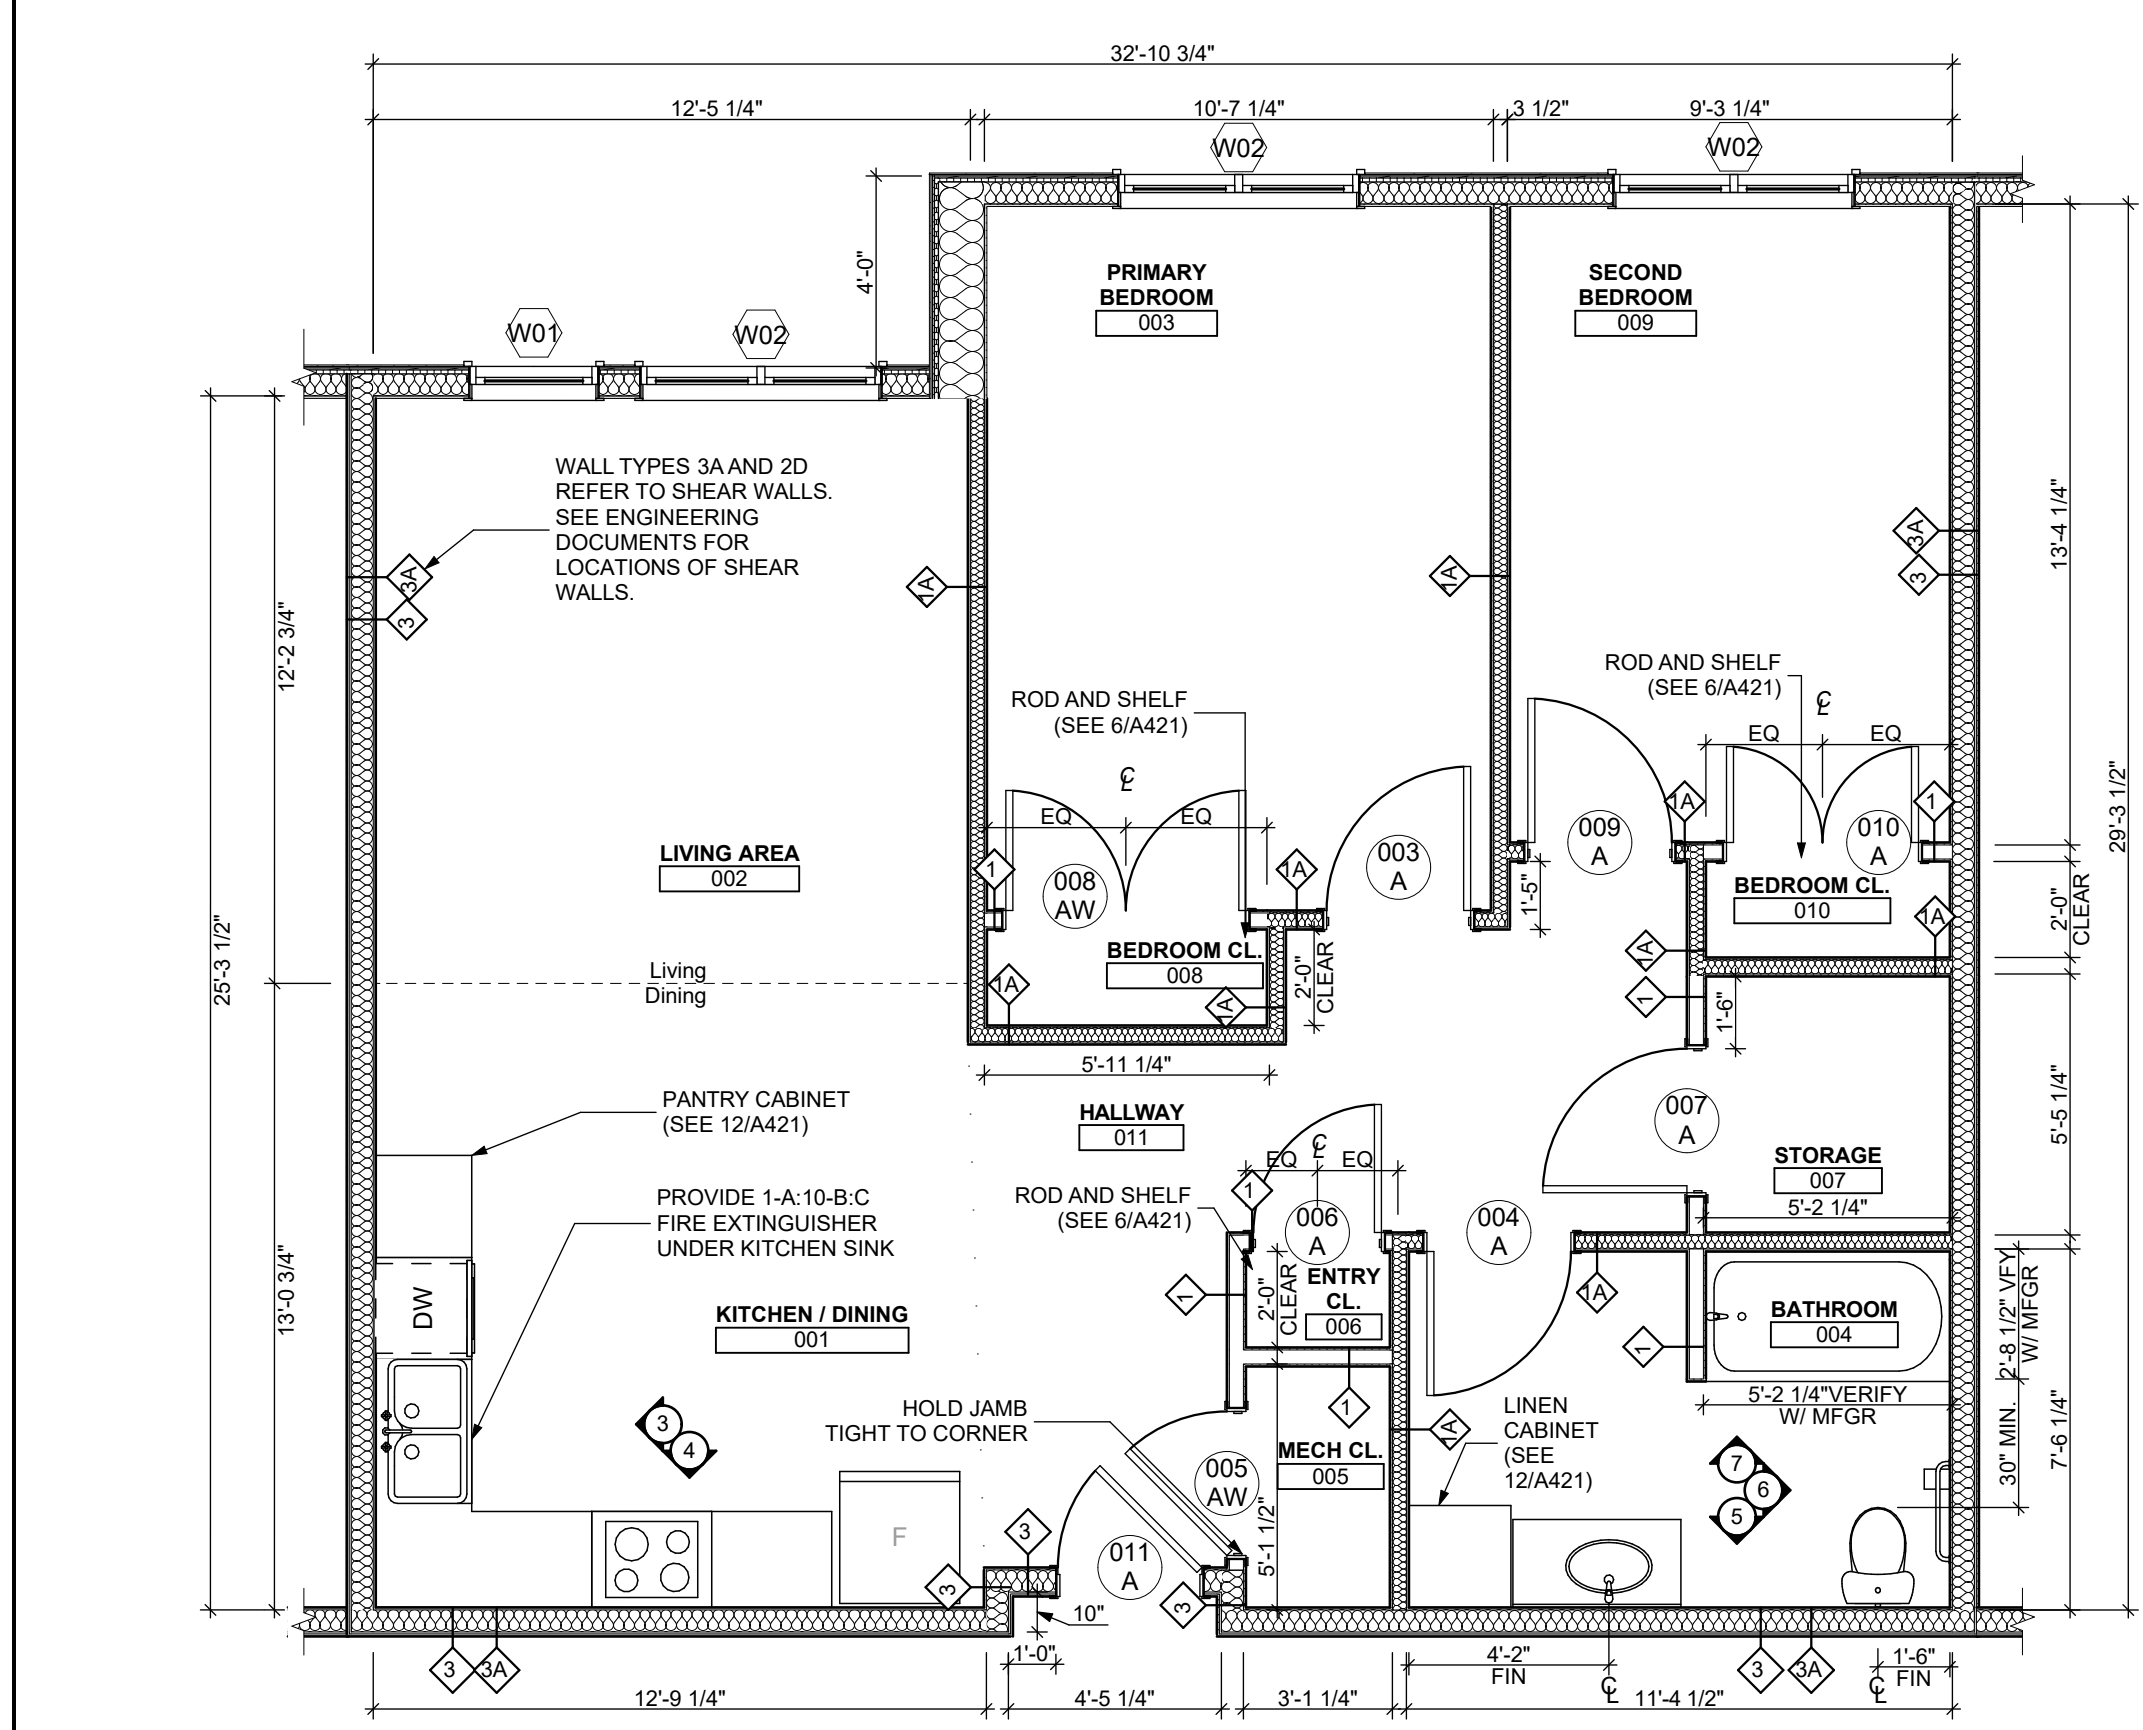 32'-10 3/4"
12'-5 1/4"
10'-7 1/4"
3 1/2"
9'-3 1/4"
W02
W02
4'-0"
W01
W02
PRIMARY
BEDROOM
003
SECOND
BEDROOM
009
WALL TYPES 3A AND 2D
REFER TO SHEAR WALLS.
SEE ENGINEERING
DOCUMENTS FOR
LOCATIONS OF SHEAR
WALLS.
3A
3
1A
1A
3A
3
13'-4 1/4"
12'-2 3/4"
ROD AND SHELF
(SEE 6/A421)
ROD AND SHELF
(SEE 6/A421)
EQ
EQ
EQ
EQ
1A
1
LIVING AREA
002
1
008
AW
1A
003
A
009
A
010
A
1'-5"
BEDROOM CL.
010
1A
2'-0"
CLEAR
29'-3 1/2"
25'-3 1/2"
BEDROOM CL.
008
1A
1A
2'-0"
CLEAR
1A
1
1'-6"
Living
Dining
5'-11 1/4"
PANTRY CABINET
(SEE 12/A421)
HALLWAY
011
007
A
5'-5 1/4"
STORAGE
007
5'-2 1/4"
EQ
EQ
1
ROD AND SHELF
(SEE 6/A421)
006
A
004
A
PROVIDE 1-A:10-B:C
FIRE EXTINGUISHER
UNDER KITCHEN SINK
13'-0 3/4"
DW
KITCHEN / DINING
001
1
2'-0"
CLEAR
ENTRY
CL.
006
1A
1
BATHROOM
004
2'-8 1/2" VFY
W/ MFGR
5'-2 1/4"VERIFY
W/ MFGR
1
1A
HOLD JAMB
TIGHT TO CORNER
3
4
LINEN
CABINET
(SEE
12/A421)
MECH CL.
005
005
AW
5'-1 1/2"
7
6
5
30" MIN.
7'-6 1/4"
F
3
3
011
A
3
10"
1'-0"
3
3A
4'-2"
FIN
3
3A
1'-6"
FIN
12'-9 1/4"
4'-5 1/4"
3'-1 1/4"
11'-4 1/2"